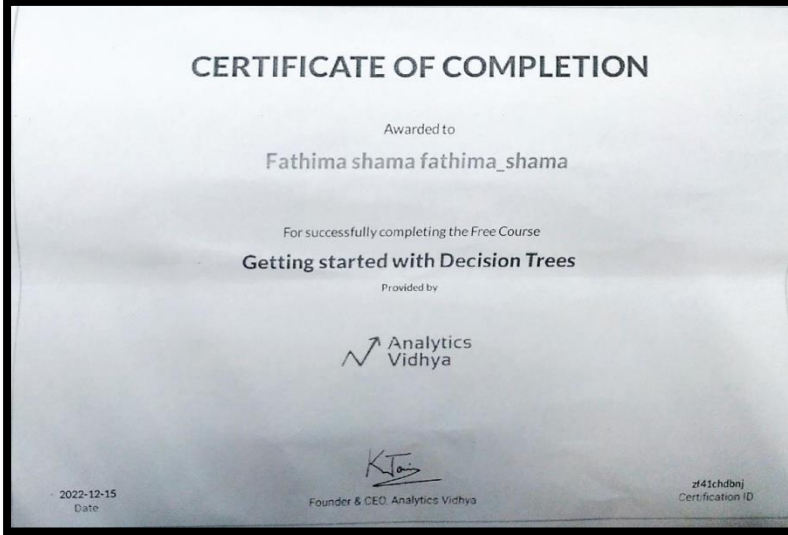 CERTIFICATE OF COMPLETION
Awarded to
Fathima shama fathima_shama
For successfully completing the Free Course
Getting started with Decision Trees
Provided by
Analytics
Vidhya
KJain
2022-12-15
Date
Founder & CEO, Analytics Vidhya
zf41chdbnj
Certification ID